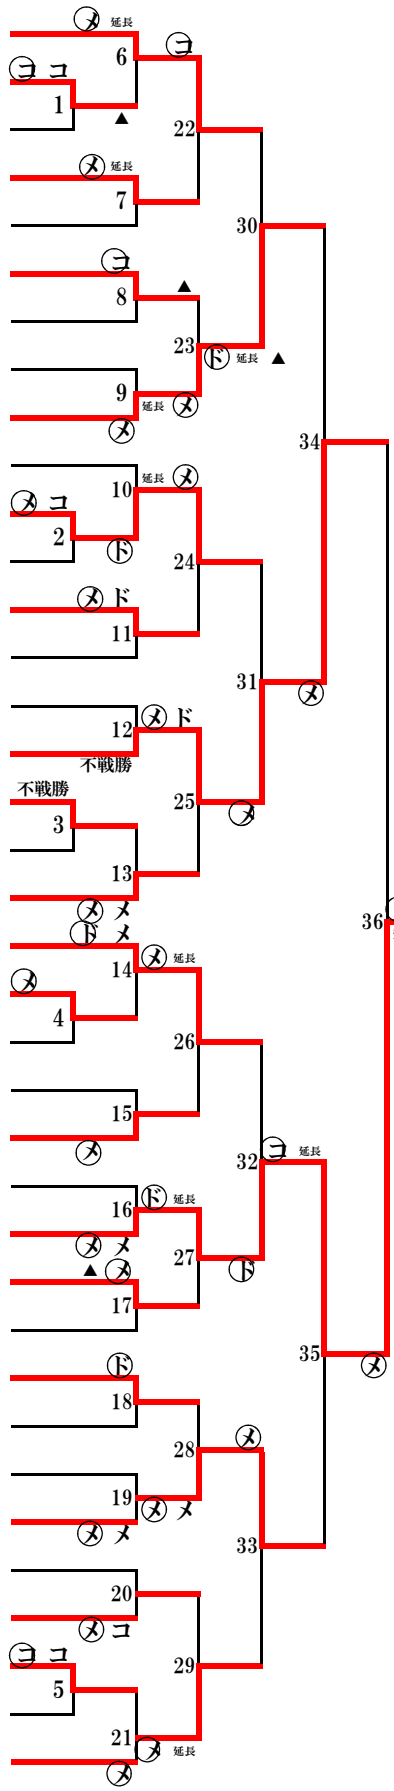 メ 延長
6
コ
コ コ
1
▲
22
メ 延長
7
30
コ
8
▲
23
ド 延長 ▲
9
延長 メ
メ
34
10
延長 メ
メ コ
2
ド
24
メ ド
11
31
メ
12
メ ド
不戦勝
不戦勝
25
メ
3
13
メ メ
ド メ
36
14
メ 延長
メ
4
26
15
メ
コ 延長
32
16
ド 延長
メ メ
27
ド
▲ メ
17
35
メ
ド
18
メ
28
19
メ メ
メ メ
33
20
メ コ
コ コ
5
29
21
メ 延長
メ